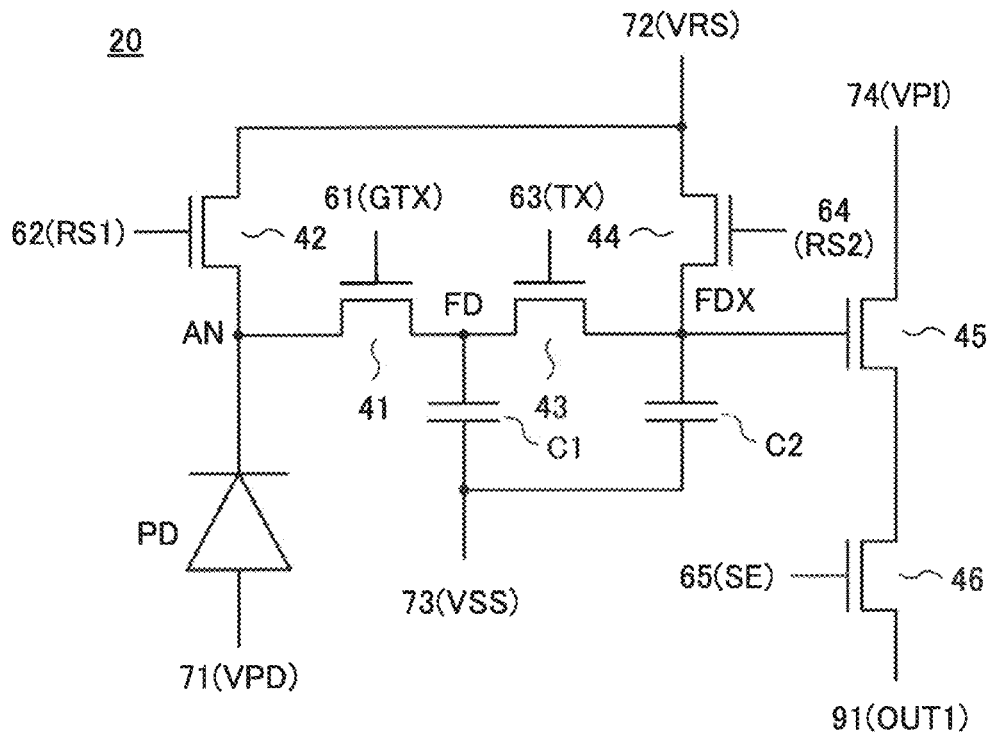 20
72(VRS)
74(VPI)
61(GTX)
63(TX)
62(RS1)
42
44
64
(RS2)
AN
FD
FDX
45
41
43
C1
C2
PD
65(SE)
46
73(VSS)
71(VPD)
91(OUT1)